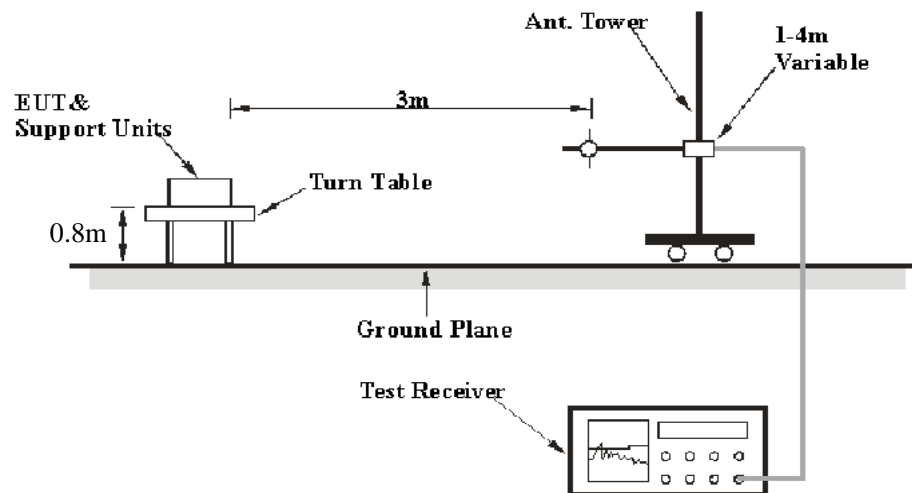 Ant. Tower
1-4m
Variable
EUT&
Support Units
3m
Turn Table
0.8m
Ground Plane
Test Receiver